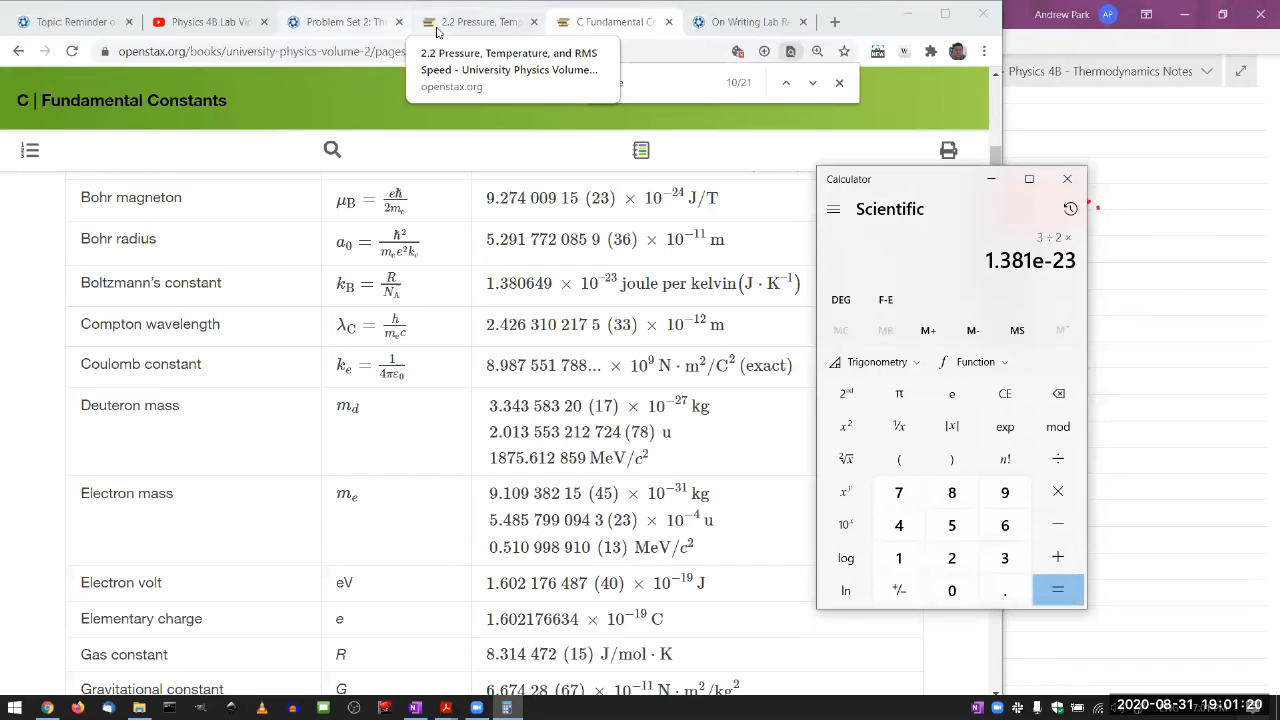 Topic: Reminder o
Physics 4B Lab V
Problem Set 2: Th
2.2 Pressure, Temp
C Fundamental Co
On Writing Lab Re
Andrew Park
AP
openstax.org/books/university-physics-volume-2/pages
2.2 Pressure, Temperature, and RMS
Speed - University Physics Volume...
openstax.org
e
10/21
Physics 4B - Thermodynamics Notes
C | Fundamental Constants
Bohr magneton μB = eħ/2me 9.274 009 15 (23) × 10^−24 J/T
Bohr radius a0 = ħ²/mee²ke 5.291 772 085 9 (36) × 10^−11 m
Boltzmann's constant kB = R/NA 1.380649 × 10^−23 joule per kelvin(J · K^−1)
Compton wavelength λC = h/mec 2.426 310 217 5 (33) × 10^−12 m
Coulomb constant ke = 1/4πε0 8.987 551 788... × 10^9 N · m²/C² (exact)
Deuteron mass md 3.343 583 20 (17) × 10^−27 kg
2.013 553 212 724 (78) u
1875.612 859 MeV/c²
Electron mass me 9.109 382 15 (45) × 10^−31 kg
5.485 799 094 3 (23) × 10^−4 u
0.510 998 910 (13) MeV/c²
Electron volt eV 1.602 176 487 (40) × 10^−19 J
Elementary charge e 1.602176634 × 10^−19 C
Gas constant R 8.314 472 (15) J/mol · K
Gravitational constant G 6.674 28 (67) × 10^−11 N · m²/kg²
Calculator
Scientific
3 ÷ 2 ×
1.381e-23
DEG F-E
MC MR M+ M- MS M˅
Trigonometry Function
2nd π e CE
x² ¹/x |x| exp mod
²√x ( ) n! ÷
x^y 7 8 9 ×
10^x 4 5 6 −
log 1 2 3 +
ln +/− 0 . =
2020-08-31 19:01:20